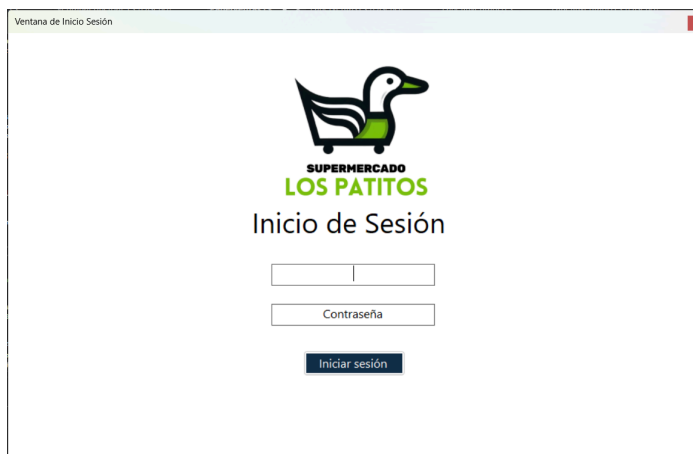 Ventana de Inicio Sesión
SUPERMERCADO
LOS PATITOS
Inicio de Sesión
Contraseña
Iniciar sesión